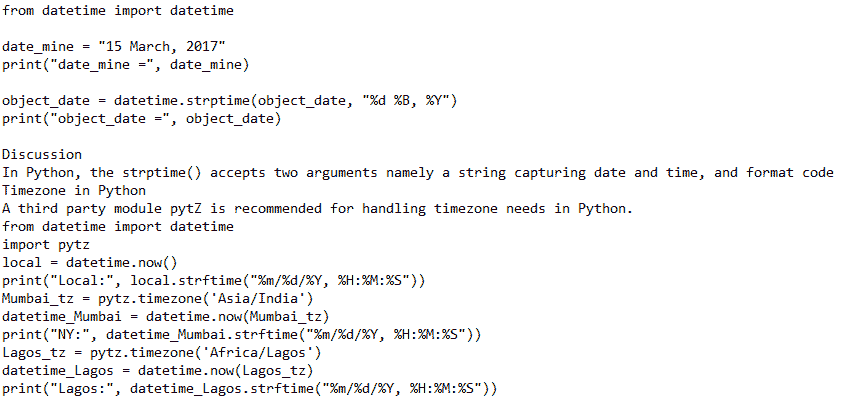 from datetime import datetime
date_mine = "15 March, 2017"
print("date_mine =", date_mine)
object_date = datetime.strptime(object_date, "%d %B, %Y")
print("object_date =", object_date)
Discussion
In Python, the strptime() accepts two arguments namely a string capturing date and time, and format code
Timezone in Python
A third party module pytZ is recommended for handling timezone needs in Python.
from datetime import datetime
import pytz
local = datetime.now()
print("Local:", local.strftime("%m/%d/%Y, %H:%M:%S"))
Mumbai_tz = pytz.timezone('Asia/India')
datetime_Mumbai = datetime.now(Mumbai_tz)
print("NY:", datetime_Mumbai.strftime("%m/%d/%Y, %H:%M:%S"))
Lagos_tz = pytz.timezone('Africa/Lagos')
datetime_Lagos = datetime.now(Lagos_tz)
print("Lagos:", datetime_Lagos.strftime("%m/%d/%Y, %H:%M:%S"))